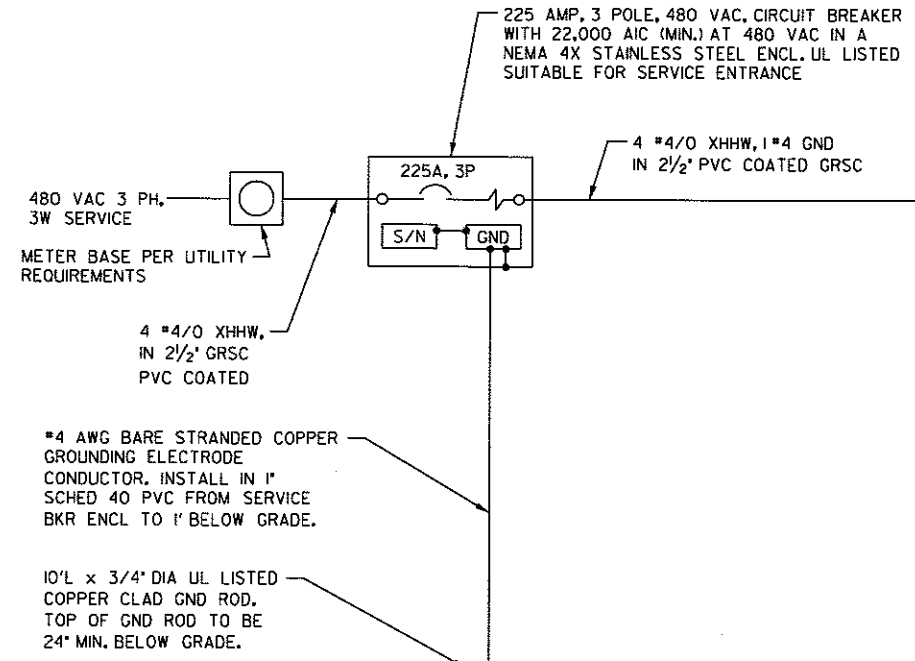 225 AMP, 3 POLE, 480 VAC, CIRCUIT BREAKER
WITH 22,000 AIC (MIN.) AT 480 VAC IN A
NEMA 4X STAINLESS STEEL ENCL. UL LISTED
SUITABLE FOR SERVICE ENTRANCE
4 #4/0 XHHW, 1 #4 GND
IN 2 1/2" PVC COATED GRSC
225A, 3P
480 VAC 3 PH,
3W SERVICE
S/N
GND
METER BASE PER UTILITY
REQUIREMENTS
4 #4/0 XHHW,
IN 2 1/2" GRSC
PVC COATED
#4 AWG BARE STRANDED COPPER
GROUNDING ELECTRODE
CONDUCTOR. INSTALL IN 1"
SCHED 40 PVC FROM SERVICE
BKR ENCL TO 1' BELOW GRADE.
10'L x 3/4" DIA UL LISTED
COPPER CLAD GND ROD.
TOP OF GND ROD TO BE
24" MIN. BELOW GRADE.